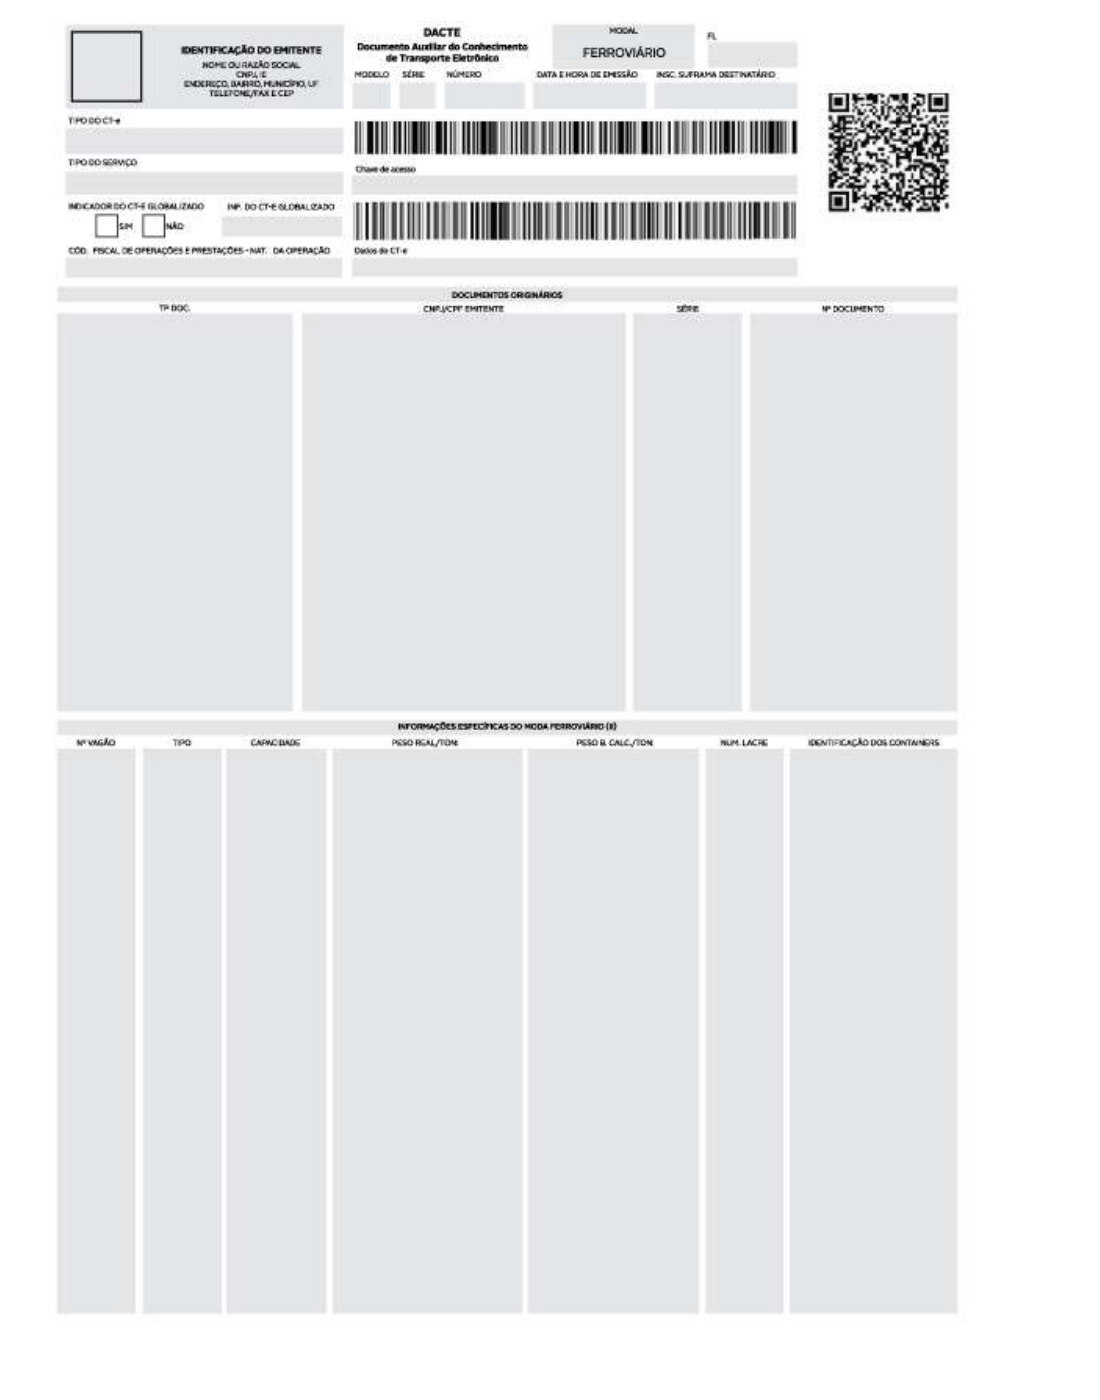 IDENTIFICAÇÃO DO EMITENTE
NOME OU RAZÃO SOCIAL
CNPJ, IE
ENDEREÇO, BAIRRO, MUNICÍPIO, UF
TELEFONE/FAX E CEP
DACTE
Documento Auxiliar do Conhecimento
de Transporte Eletrônico
MODAL
FERROVIÁRIO
FL
MODELO SÉRIE NÚMERO DATA E HORA DE EMISSÃO INSC. SUFRAMA DESTINATÁRIO
TIPO DO CT-e
TIPO DO SERVIÇO
Chave de acesso
INDICADOR DO CT-E GLOBALIZADO INF. DO CT-E GLOBALIZADO
SIM NÃO
CÓD. FISCAL DE OPERAÇÕES E PRESTAÇÕES - NAT. DA OPERAÇÃO
Dados do CT-e
DOCUMENTOS ORIGINÁRIOS
TP DOC. CNPJ/CPF EMITENTE SÉRIE Nº DOCUMENTO
INFORMAÇÕES ESPECÍFICAS DO MODA FERROVIÁRIO (II)
Nº VAGÃO TIPO CAPACIDADE PESO REAL/TON PESO B. CALC./TON NUM. LACRE IDENTIFICAÇÃO DOS CONTAINERS